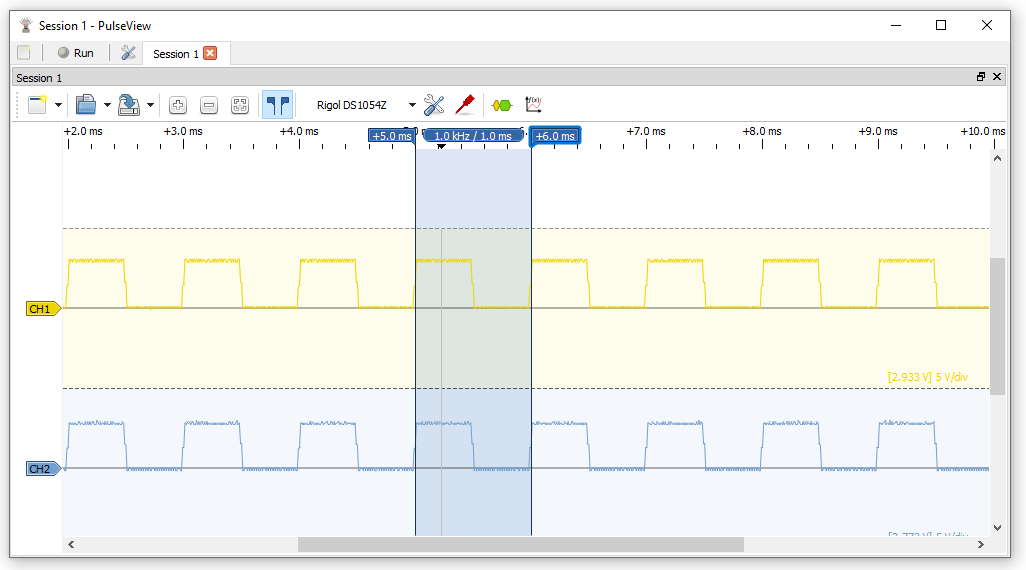 Session 1 - PulseView
Run
Session 1
Session 1
Rigol DS1054Z
f(x)
+2.0 ms +3.0 ms +4.0 ms +7.0 ms +8.0 ms +9.0 ms +10.0 ms
+5.0 ms 1.0 kHz / 1.0 ms +6.0 ms
CH1
[2.933 V] 5 V/div
CH2